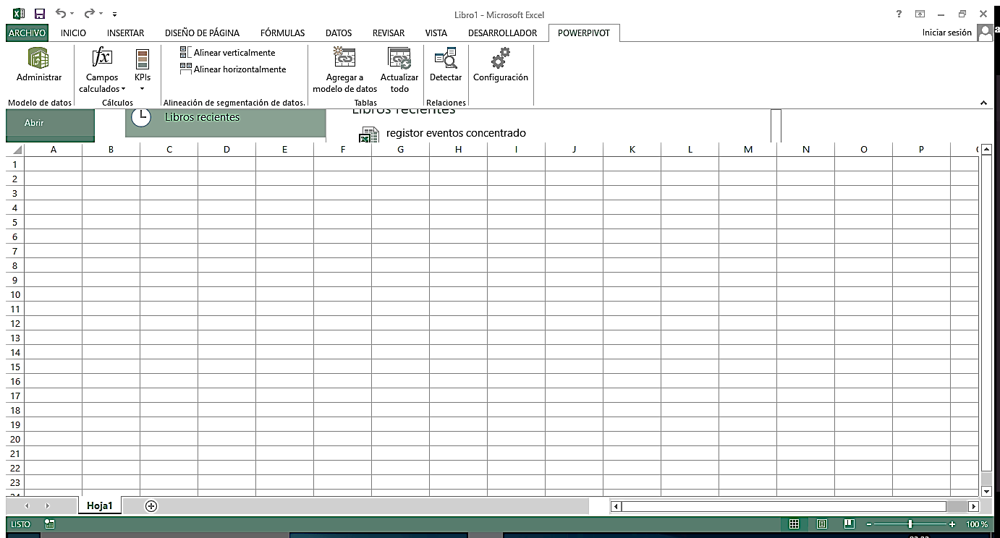 Libro1 - Microsoft Excel
?
ARCHIVO INICIO INSERTAR DISEÑO DE PÁGINA FÓRMULAS DATOS REVISAR VISTA DESARROLLADOR POWERPIVOT Iniciar sesión
Administrar
Campos calculados
KPIs
Alinear verticalmente
Alinear horizontalmente
Agregar a modelo de datos
Actualizar todo
Detectar
Configuración
Modelo de datos Cálculos Alineación de segmentación de datos. Tablas Relaciones
Abrir
Libros recientes
Libros recientes
registor eventos concentrado
A B C D E F G H I J K L M N O P
1
2
3
4
5
6
7
8
9
10
11
12
13
14
15
16
17
18
19
20
21
22
23
24
Hoja1
LISTO
100 %